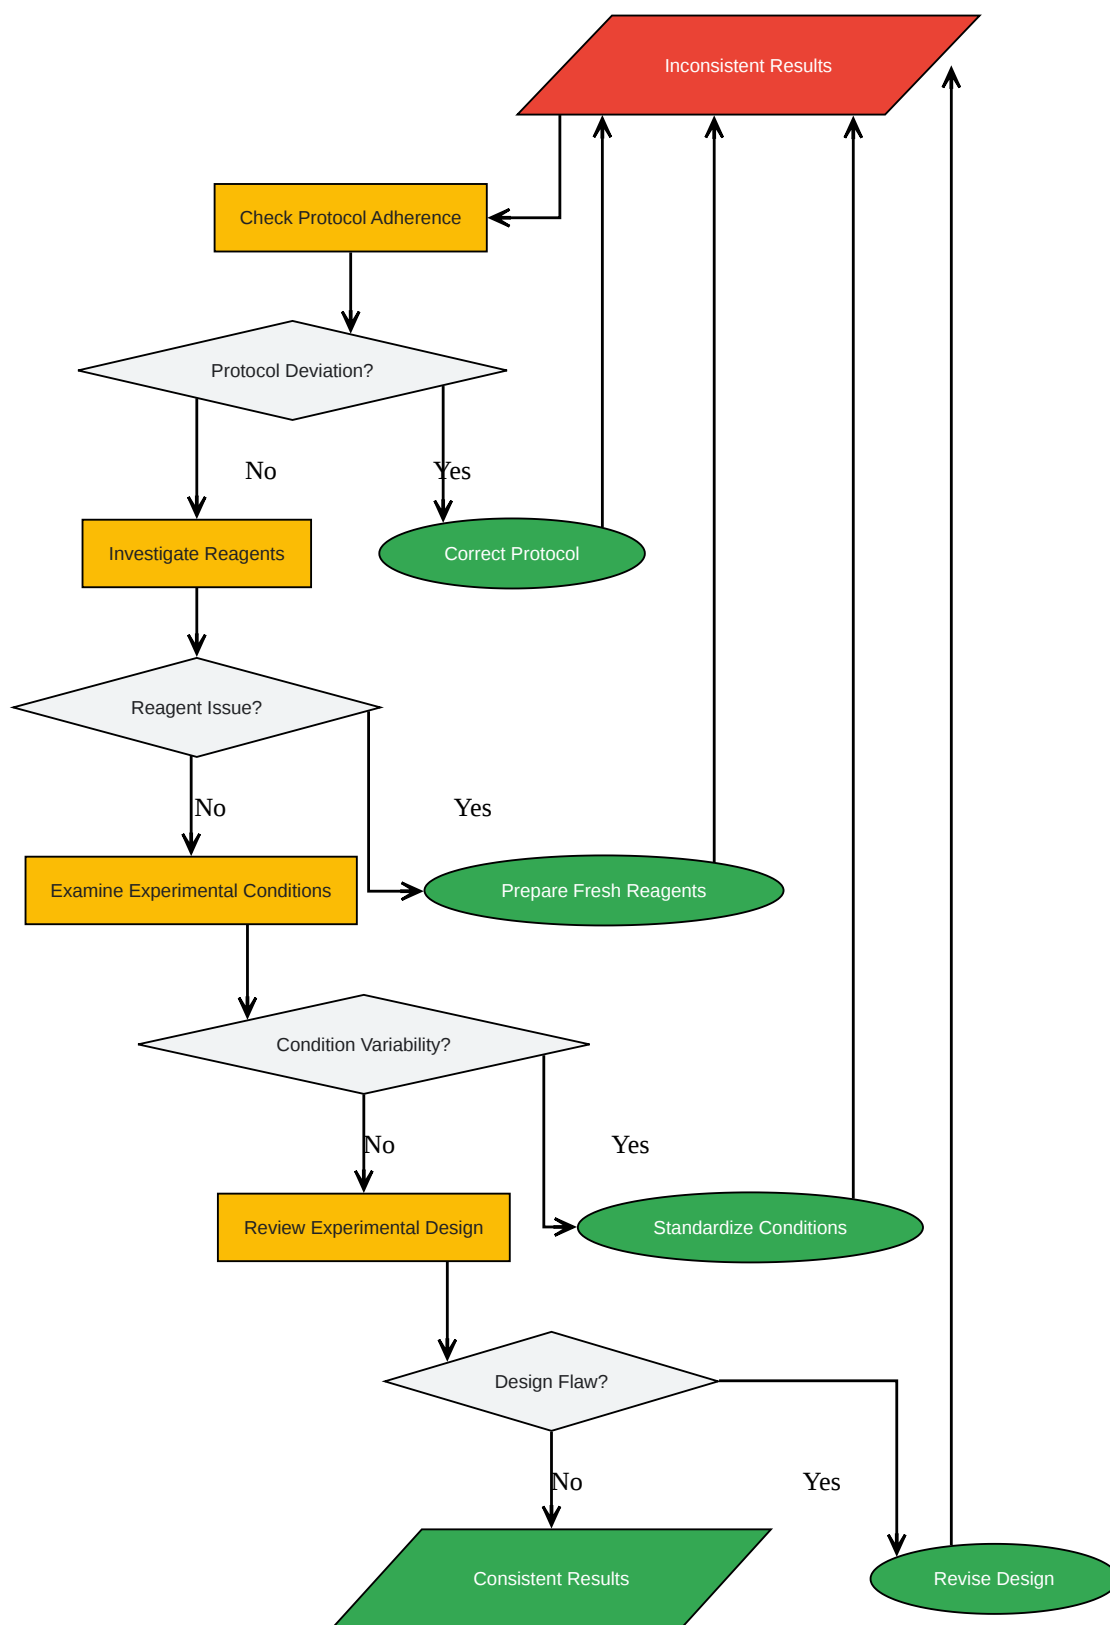 Inconsistent Results
Check Protocol Adherence
Protocol Deviation?
No
Yes
Investigate Reagents
Correct Protocol
Reagent Issue?
No
Yes
Examine Experimental Conditions
Prepare Fresh Reagents
Condition Variability?
No
Yes
Review Experimental Design
Standardize Conditions
Design Flaw?
No
Yes
Consistent Results
Revise Design